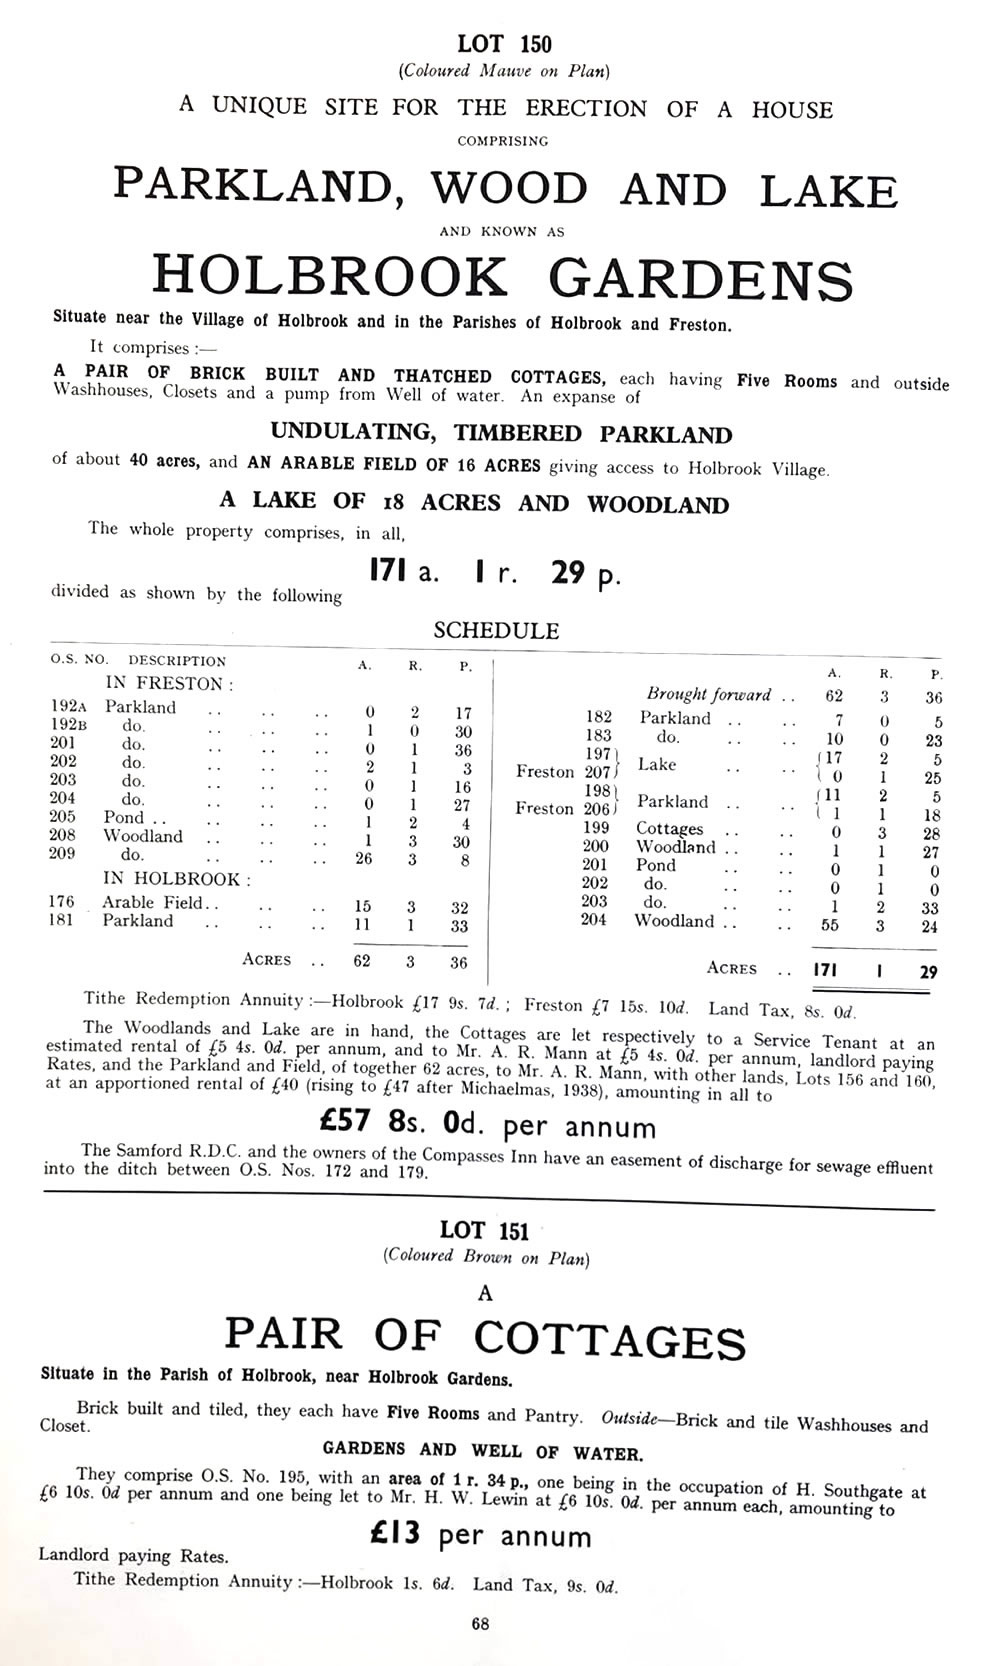 LOT 150
(Coloured Mauve on Plan)
A UNIQUE SITE FOR THE ERECTION OF A HOUSE
COMPRISING
PARKLAND, WOOD AND LAKE
AND KNOWN AS
HOLBROOK GARDENS
Situate near the Village of Holbrook and in the Parishes of Holbrook and Freston.
It comprises :—
A PAIR OF BRICK BUILT AND THATCHED COTTAGES, each having Five Rooms and outside
Washhouses, Closets and a pump from Well of water. An expanse of
UNDULATING, TIMBERED PARKLAND
of about 40 acres, and AN ARABLE FIELD OF 16 ACRES giving access to Holbrook Village.
A LAKE OF 18 ACRES AND WOODLAND
The whole property comprises, in all,
171 a. 1 r. 29 p.
divided as shown by the following
SCHEDULE
O.S. NO. DESCRIPTION A. R. P.
IN FRESTON :
192A Parkland .. .. .. 0 2 17
192B do. .. .. .. 1 0 30
201 do. .. .. .. 0 1 36
202 do. .. .. .. 2 1 3
203 do. .. .. .. 0 1 16
204 do. .. .. .. 0 1 27
205 Pond .. .. .. .. 1 2 4
208 Woodland .. .. .. 1 3 30
209 do. .. .. .. 26 3 8
IN HOLBROOK :
176 Arable Field .. .. .. 15 3 32
181 Parkland .. .. .. 11 1 33
ACRES .. 62 3 36
A. R. P.
Brought forward .. 62 3 36
182 Parkland .. .. 7 0 5
183 do. .. .. 10 0 23
197 } Lake .. .. { 17 2 5
Freston 207 } { 0 1 25
198 } Parkland .. .. { 11 2 5
Freston 206 } { 1 1 18
199 Cottages .. .. 0 3 28
200 Woodland .. .. 1 1 27
201 Pond .. .. 0 1 0
202 do. .. .. 0 1 0
203 do. .. .. 1 2 33
204 Woodland .. .. 55 3 24
ACRES .. 171 1 29
Tithe Redemption Annuity :—Holbrook £17 9s. 7d. ; Freston £7 15s. 10d. Land Tax, 8s. 0d.
The Woodlands and Lake are in hand, the Cottages are let respectively to a Service Tenant at an
estimated rental of £5 4s. 0d. per annum, and to Mr. A. R. Mann at £5 4s. 0d. per annum, landlord paying
Rates, and the Parkland and Field, of together 62 acres, to Mr. A. R. Mann, with other lands, Lots 156 and 160,
at an apportioned rental of £40 (rising to £47 after Michaelmas, 1938), amounting in all to
£57 8s. 0d. per annum
The Samford R.D.C. and the owners of the Compasses Inn have an easement of discharge for sewage effluent
into the ditch between O.S. Nos. 172 and 179.
LOT 151
(Coloured Brown on Plan)
A
PAIR OF COTTAGES
Situate in the Parish of Holbrook, near Holbrook Gardens.
Brick built and tiled, they each have Five Rooms and Pantry. Outside—Brick and tile Washhouses and
Closet.
GARDENS AND WELL OF WATER.
They comprise O.S. No. 195, with an area of 1 r. 34 p., one being in the occupation of H. Southgate at
£6 10s. 0d per annum and one being let to Mr. H. W. Lewin at £6 10s. 0d. per annum each, amounting to
£13 per annum
Landlord paying Rates.
Tithe Redemption Annuity :—Holbrook 1s. 6d. Land Tax, 9s. 0d.
68